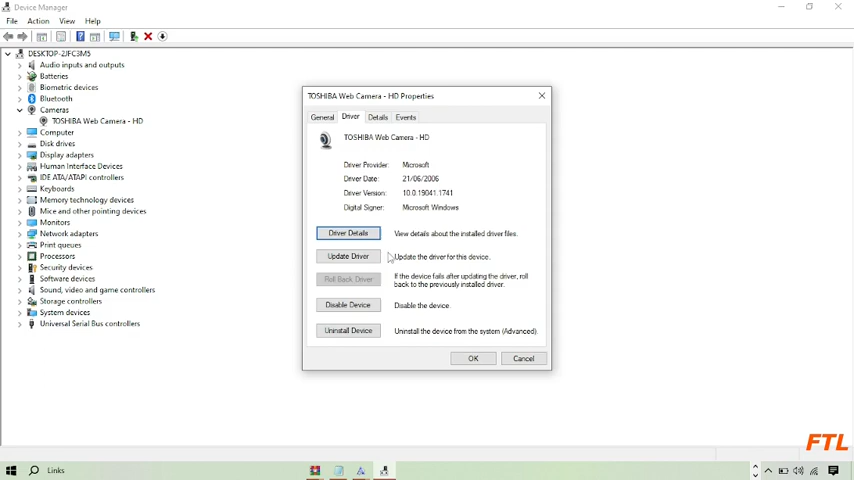 Device Manager
File Action View Help
DESKTOP-2JFC3M5
Audio inputs and outputs
Batteries
Biometric devices
Bluetooth
Cameras
TOSHIBA Web Camera - HD
Computer
Disk drives
Display adapters
Human Interface Devices
IDE ATA/ATAPI controllers
Keyboards
Memory technology devices
Mice and other pointing devices
Monitors
Network adapters
Print queues
Processors
Security devices
Software devices
Sound, video and game controllers
Storage controllers
System devices
Universal Serial Bus controllers
TOSHIBA Web Camera - HD Properties
General Driver Details Events
TOSHIBA Web Camera - HD
Driver Provider: Microsoft
Driver Date: 21/06/2006
Driver Version: 10.0.19041.1741
Digital Signer: Microsoft Windows
Driver Details View details about the installed driver files.
Update Driver Update the driver for this device.
Roll Back Driver If the device fails after updating the driver, roll
back to the previously installed driver.
Disable Device Disable the device.
Uninstall Device Uninstall the device from the system (Advanced).
OK Cancel
FTL
Links